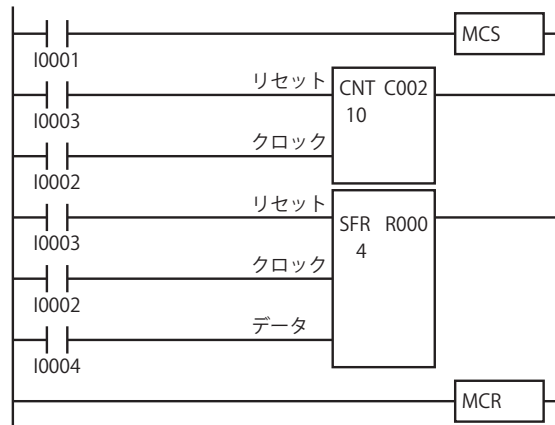 MCS
I0001
リセット
CNT C002
I0003
10
クロック
I0002
リセット
SFR R000
I0003
4
クロック
I0002
データ
I0004
MCR